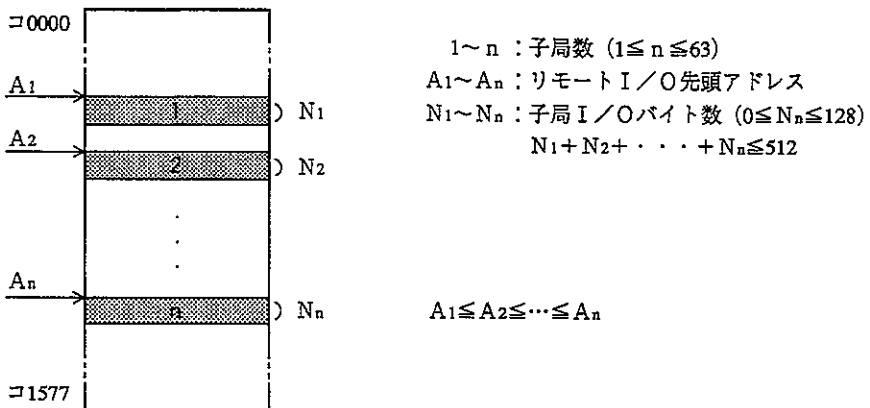 コ0000
A1
1
N1
A2
2
N2
An
n
Nn
コ1577
1～n：子局数（1≦n≦63）
A1～An：リモートI／O先頭アドレス
N1～Nn：子局I／Oバイト数（0≦Nn≦128）
N1＋N2＋・・・＋Nn≦512
A1≦A2≦…≦An